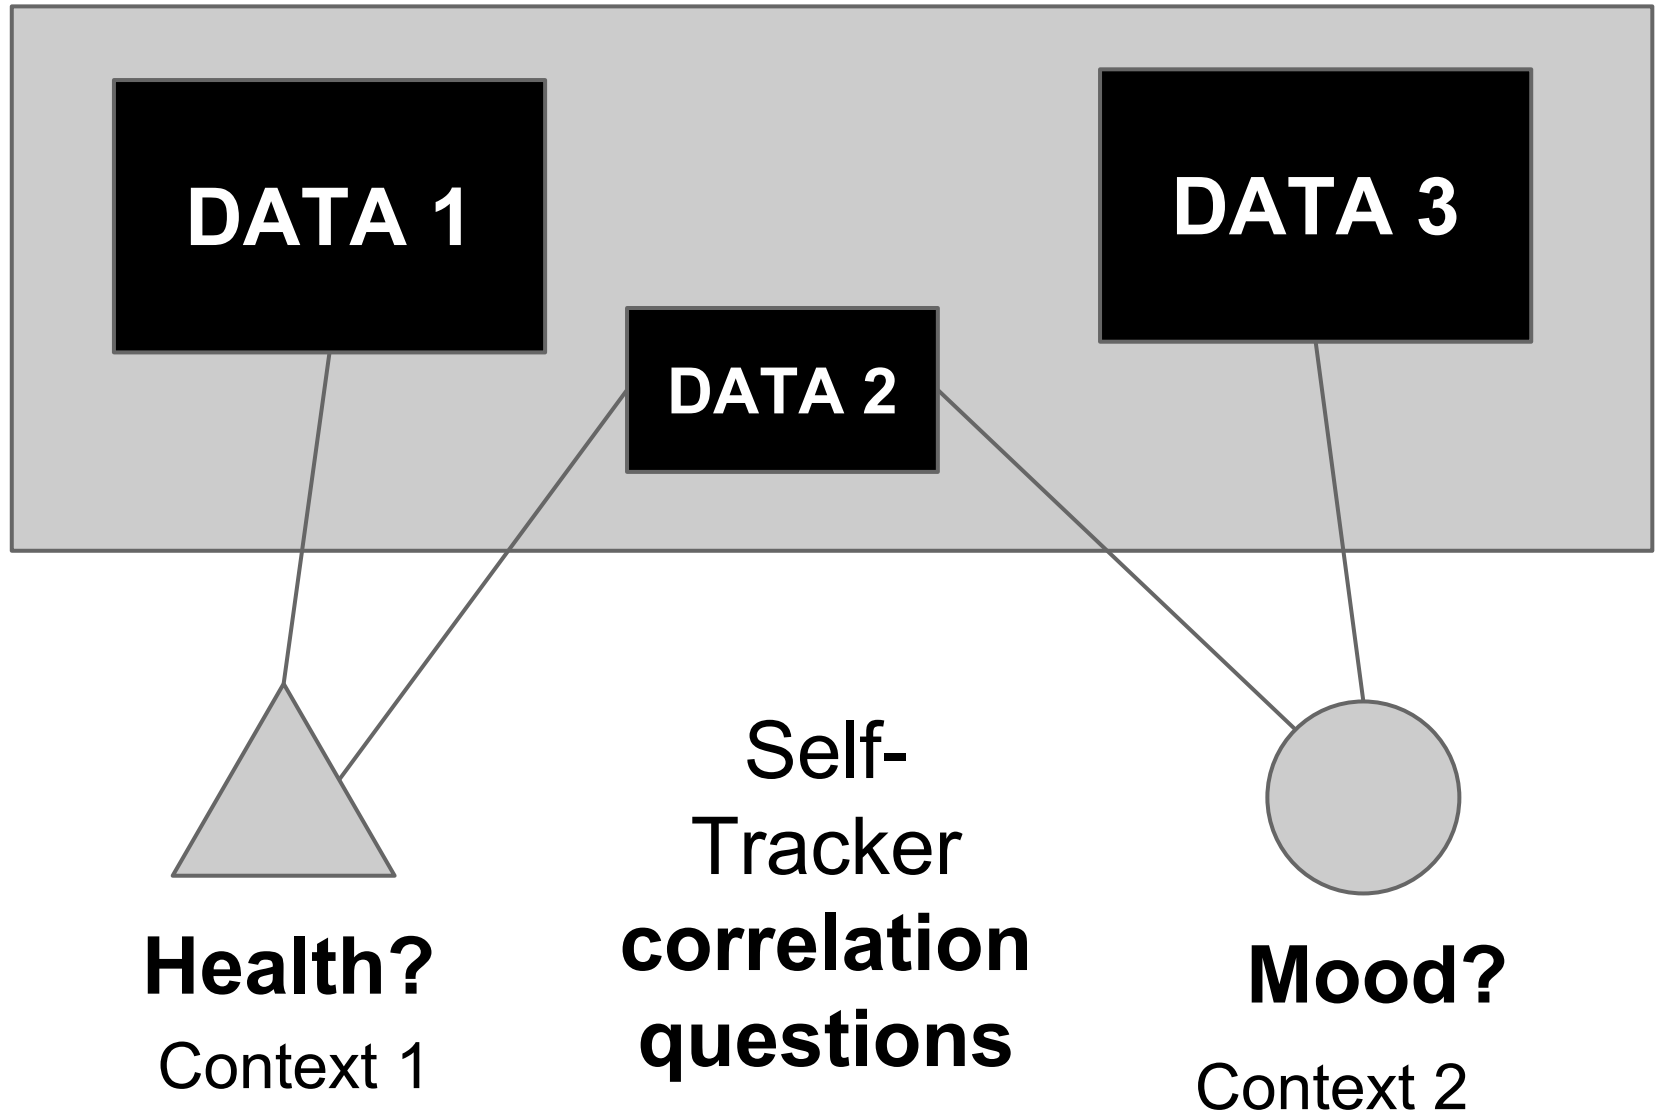 DATA 1
DATA 3
DATA 2
Self-
Tracker
correlation
questions
Health?
Context 1
Mood?
Context 2